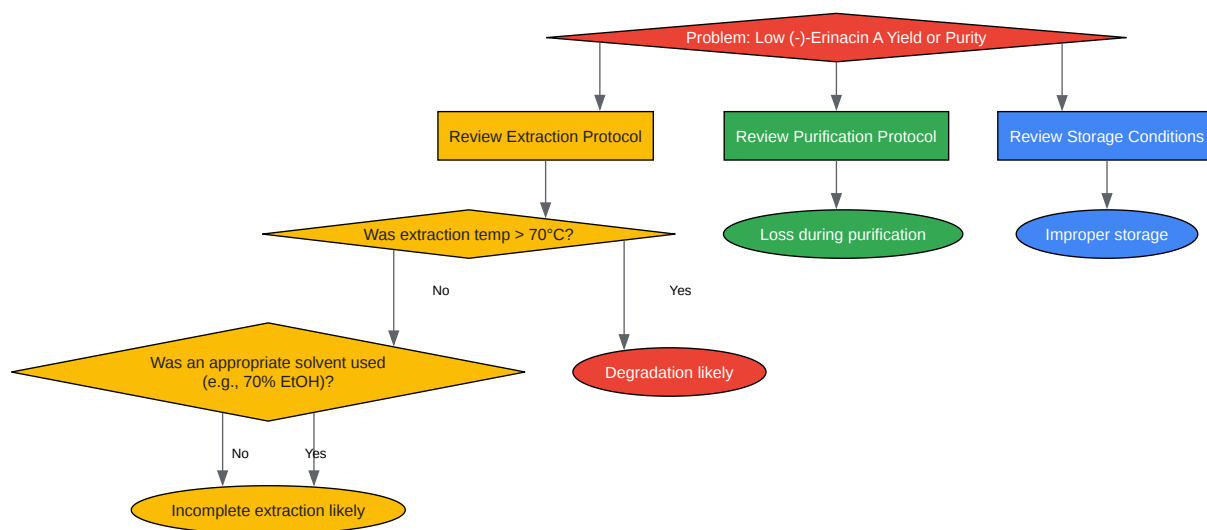 Problem: Low (-)-Erinacin A Yield or Purity
Review Extraction Protocol
Review Purification Protocol
Review Storage Conditions
Was extraction temp > 70°C?
Loss during purification
Improper storage
No
Yes
Was an appropriate solvent used
(e.g., 70% EtOH)?
Degradation likely
No
Yes
Incomplete extraction likely